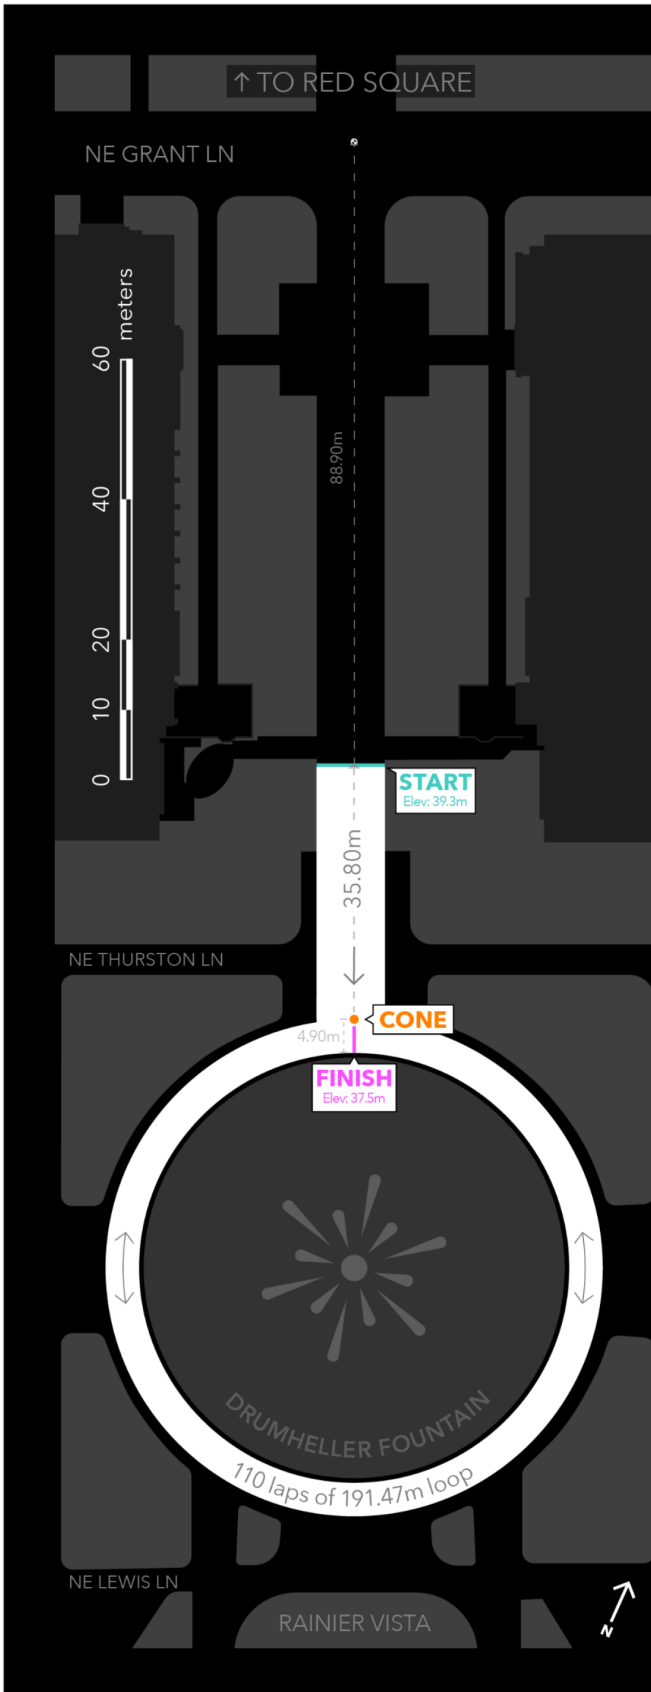 ↑ TO RED SQUARE
NE GRANT LN
0 10 20 40 60 meters
88.90m
START
Elev: 39.3m
35.80m
NE THURSTON LN
CONE
4.90m
FINISH
Elev: 37.5m
DRUMHELLER FOUNTAIN
110 laps of 191.47m loop
NE LEWIS LN
RAINIER VISTA
N